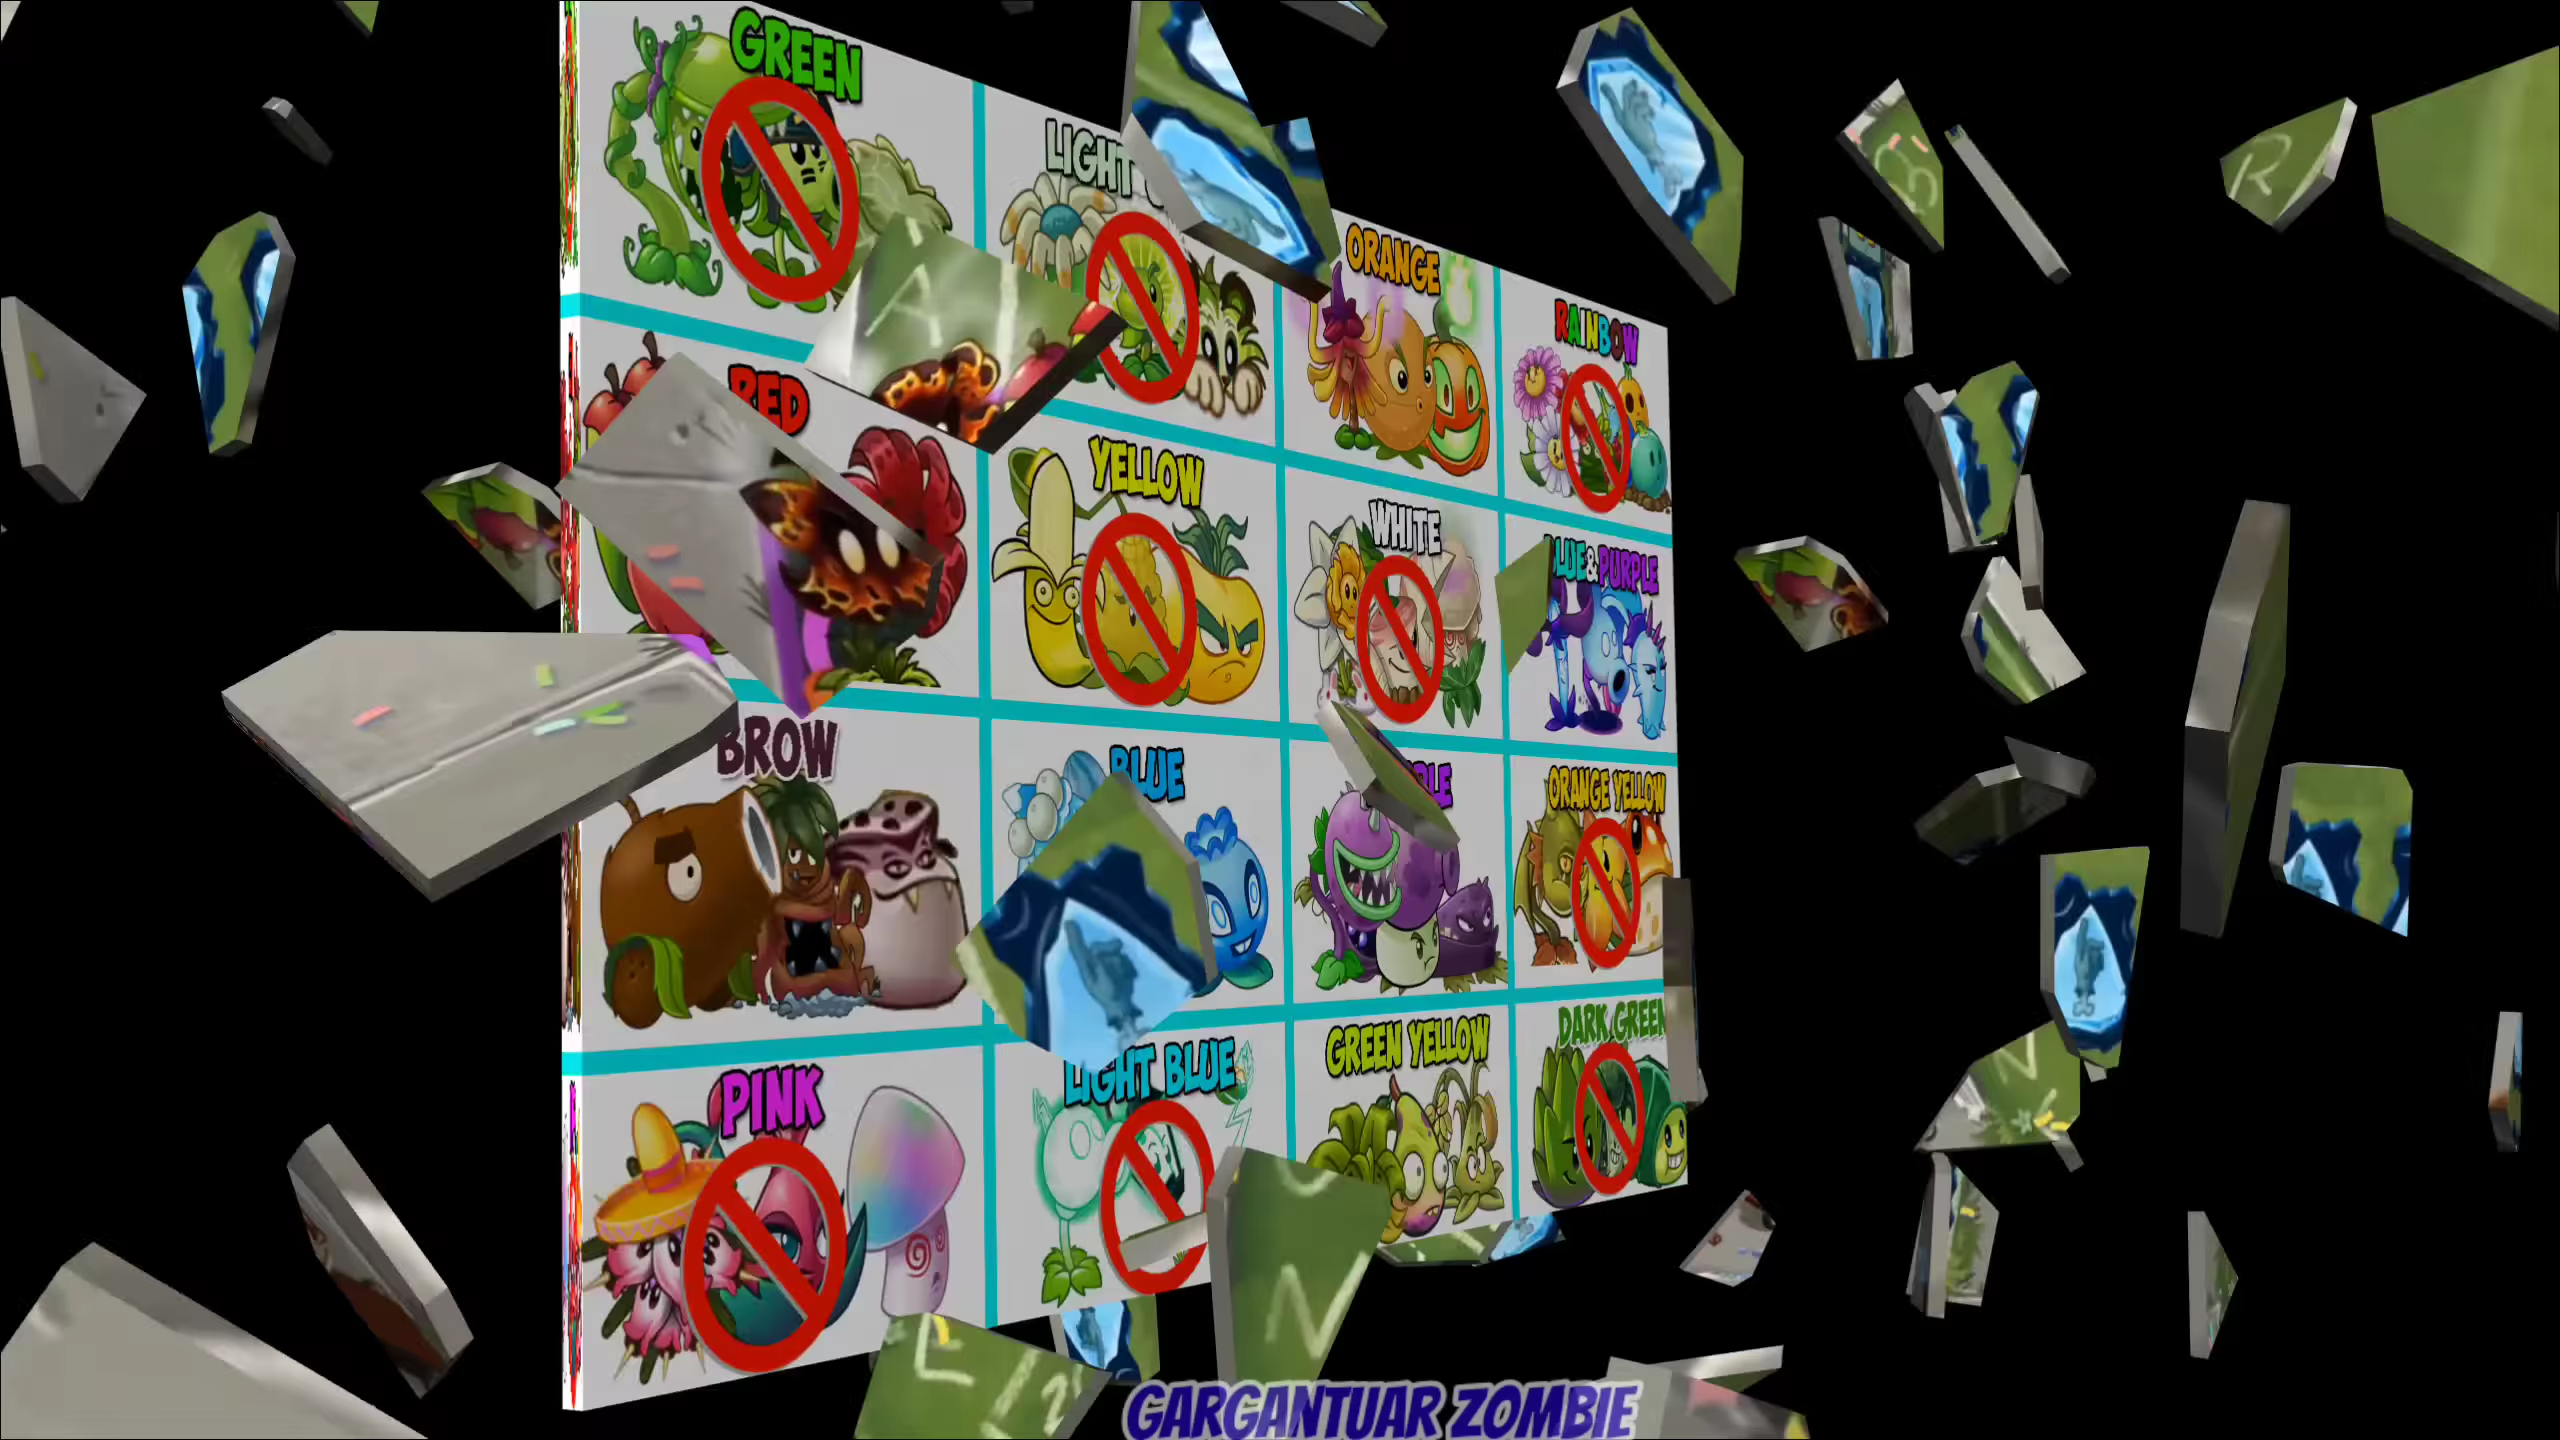 GREEN
LIGHT
ORANGE
RAINBOW
RED
YELLOW
WHITE
BLUE&PURPLE
BROW
BLUE
ORANGE YELLOW
PINK
LIGHT BLUE
GREEN YELLOW
DARK GREEN
GARGANTUAR ZOMBIE